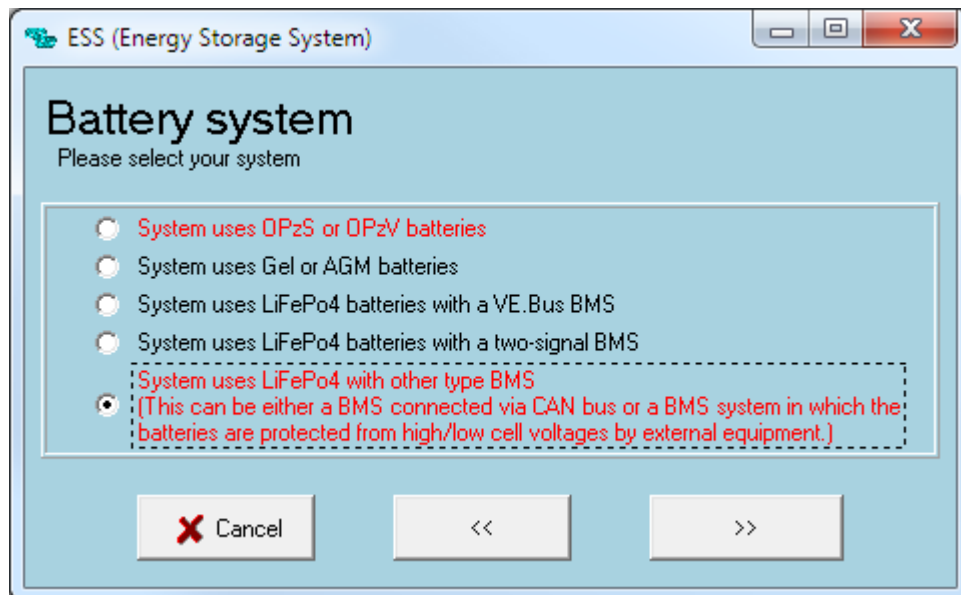 ESS (Energy Storage System)
Battery system
Please select your system
System uses OPzS or OPzV batteries
System uses Gel or AGM batteries
System uses LiFePo4 batteries with a VE.Bus BMS
System uses LiFePo4 batteries with a two-signal BMS
System uses LiFePo4 with other type BMS
(This can be either a BMS connected via CAN bus or a BMS system in which the
batteries are protected from high/low cell voltages by external equipment.)
Cancel
<<
>>